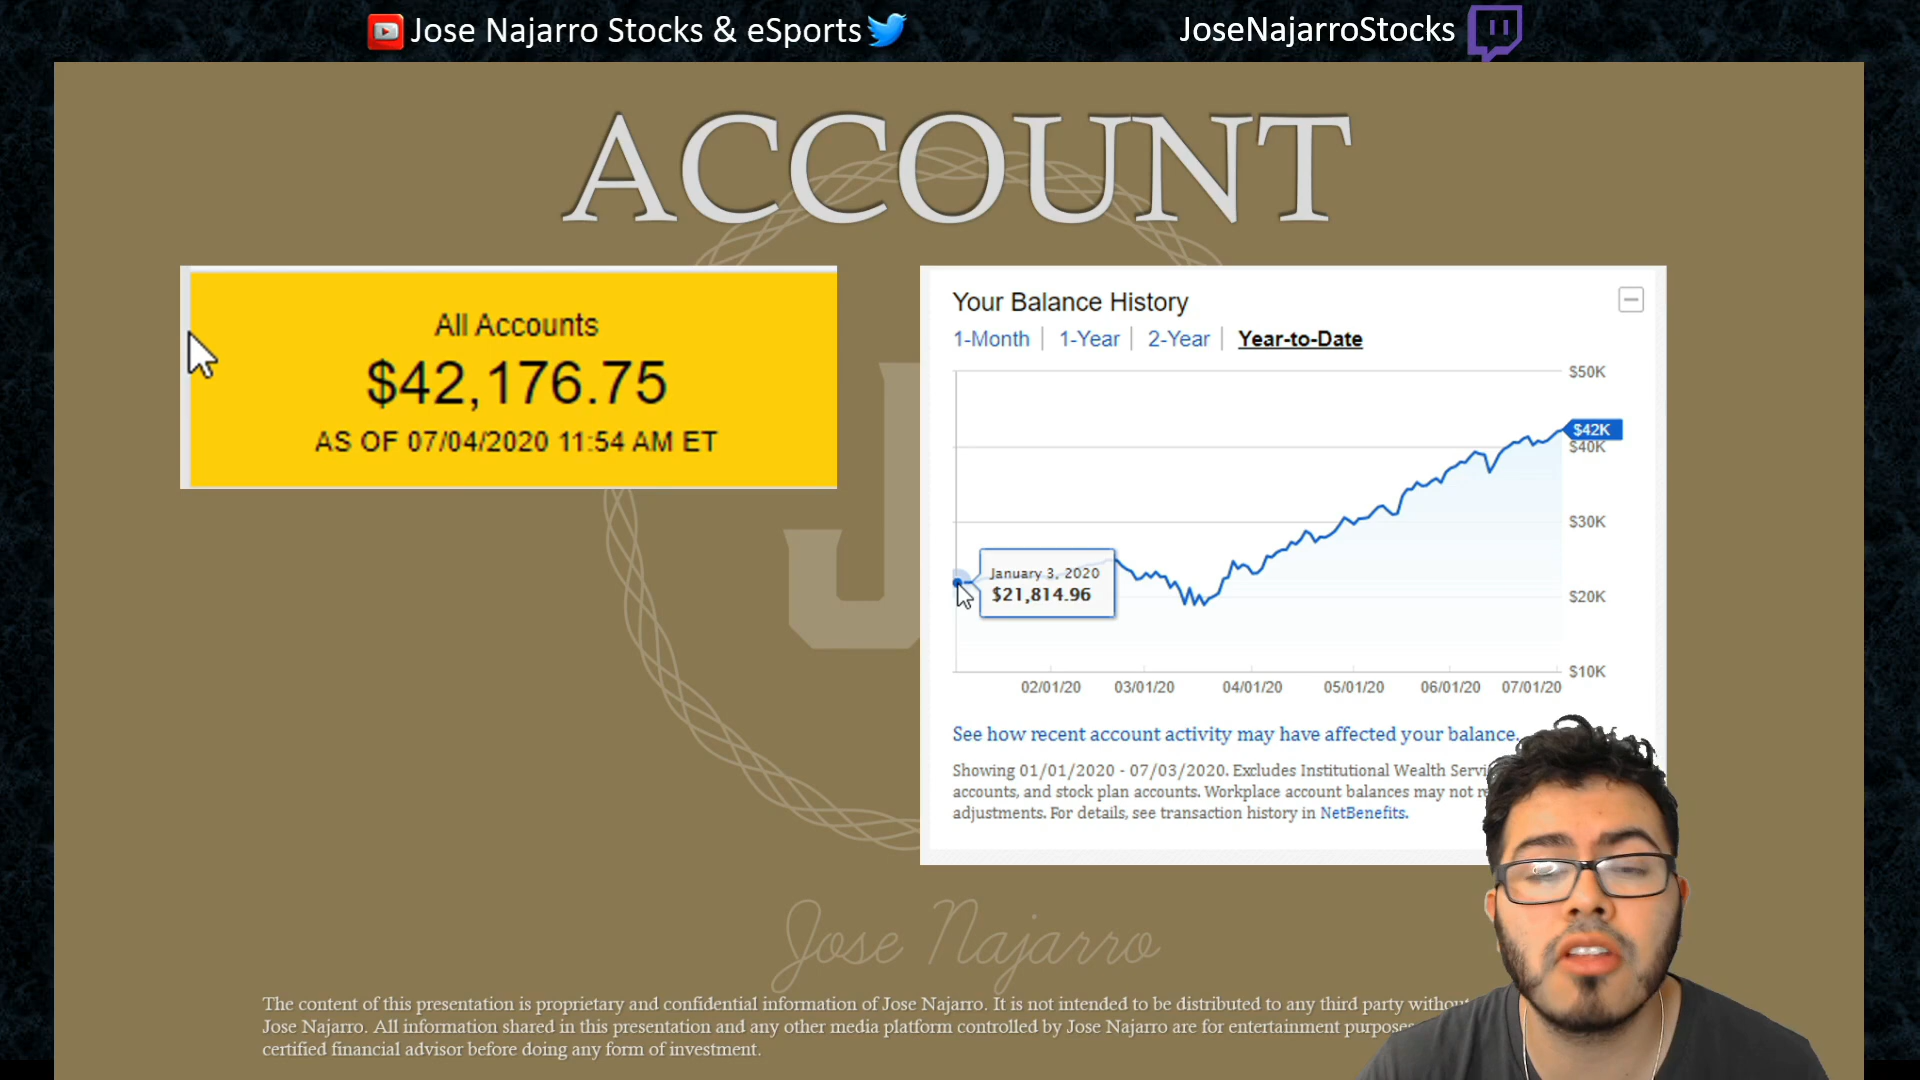 Jose Najarro Stocks & eSports
JoseNajarroStocks
ACCOUNT
All Accounts
$42,176.75
AS OF 07/04/2020 11:54 AM ET
Your Balance History
1-Month | 1-Year | 2-Year | Year-to-Date
$50K
$42K
$40K
$30K
$20K
$10K
January 3, 2020
$21,814.96
02/01/20 03/01/20 04/01/20 05/01/20 06/01/20 07/01/20
See how recent account activity may have affected your balance.
Showing 01/01/2020 - 07/03/2020. Excludes Institutional Wealth
accounts, and stock plan accounts. Workplace account balances may not
adjustments. For details, see transaction history in NetBenefits.
Jose Najarro
The content of this presentation is proprietary and confidential information of Jose Najarro. It is not intended to be distributed to any third party
Jose Najarro. All information shared in this presentation and any other media platform controlled by Jose Najarro are for entertainment
certified financial advisor before doing any form of investment.